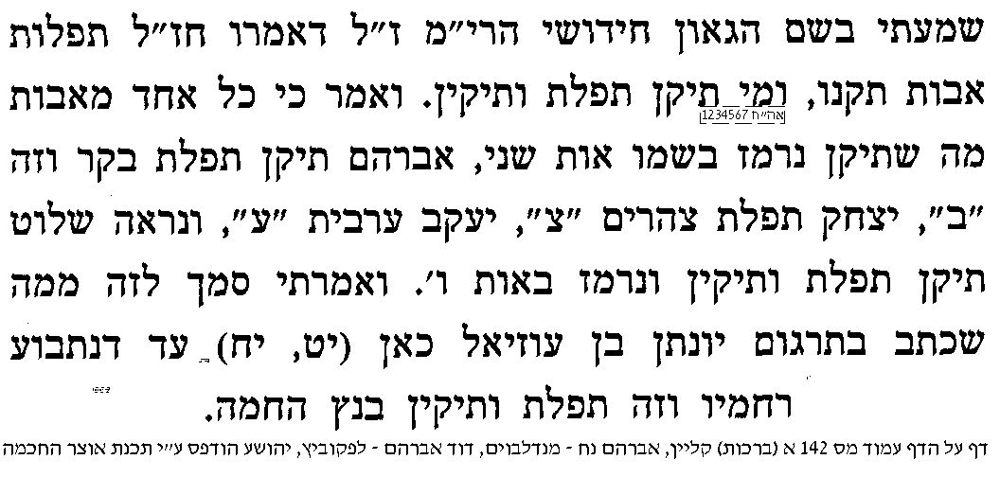 שמעתי בשם הגאון חידושי הרי״מ ז״ל דאמרו חז״ל תפלות
אבות תקנו, ומי תיקן תפלת ותיקין. ואמר כי כל אחד מאבות
אה״ח 1234567
מה שתיקן נרמז בשמו אות שני, אברהם תיקן תפלת בקר וזה
״ב״, יצחק תפלת צהרים ״צ״, יעקב ערבית ״ע״, ונראה שלוט
תיקן תפלת ותיקין ונרמז באות ו׳. ואמרתי סמך לזה ממה
שכתב בתרגום יונתן בן עוזיאל כאן (יט, יח) עד דנתבוע
רחמיו וזה תפלת ותיקין בנץ החמה.
דף על הדף עמוד מס 142 א (ברכות) קליין, אברהם נח - מנדלבוים, דוד אברהם - לפקוביץ, יהושע הודפס ע״י תכנת אוצר החכמה